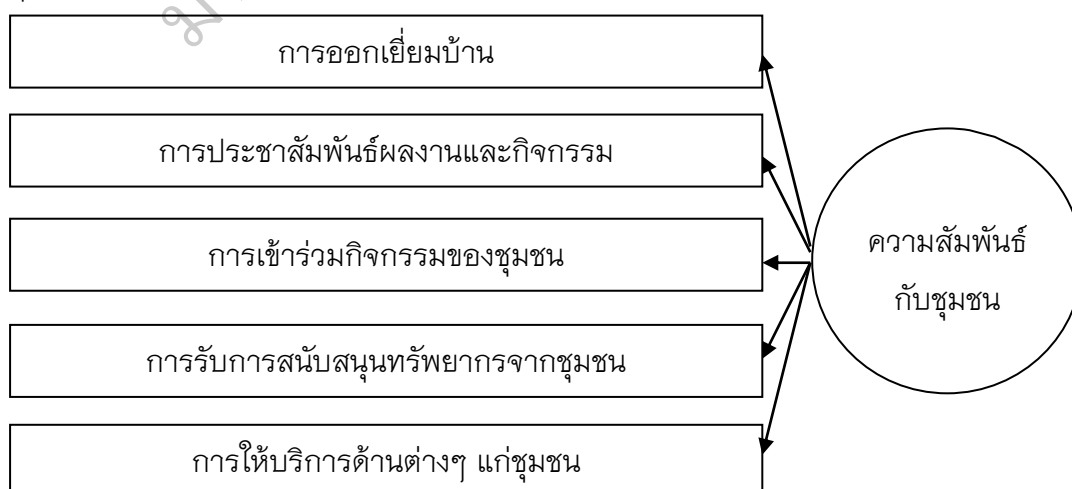 การออกเยี่ยมบ้าน
การประชาสัมพันธ์ผลงานและกิจกรรม
การเข้าร่วมกิจกรรมของชุมชน
การรับการสนับสนุนทรัพยากรจากชุมชน
การให้บริการด้านต่างๆ แก่ชุมชน
ความสัมพันธ์
กับชุมชน